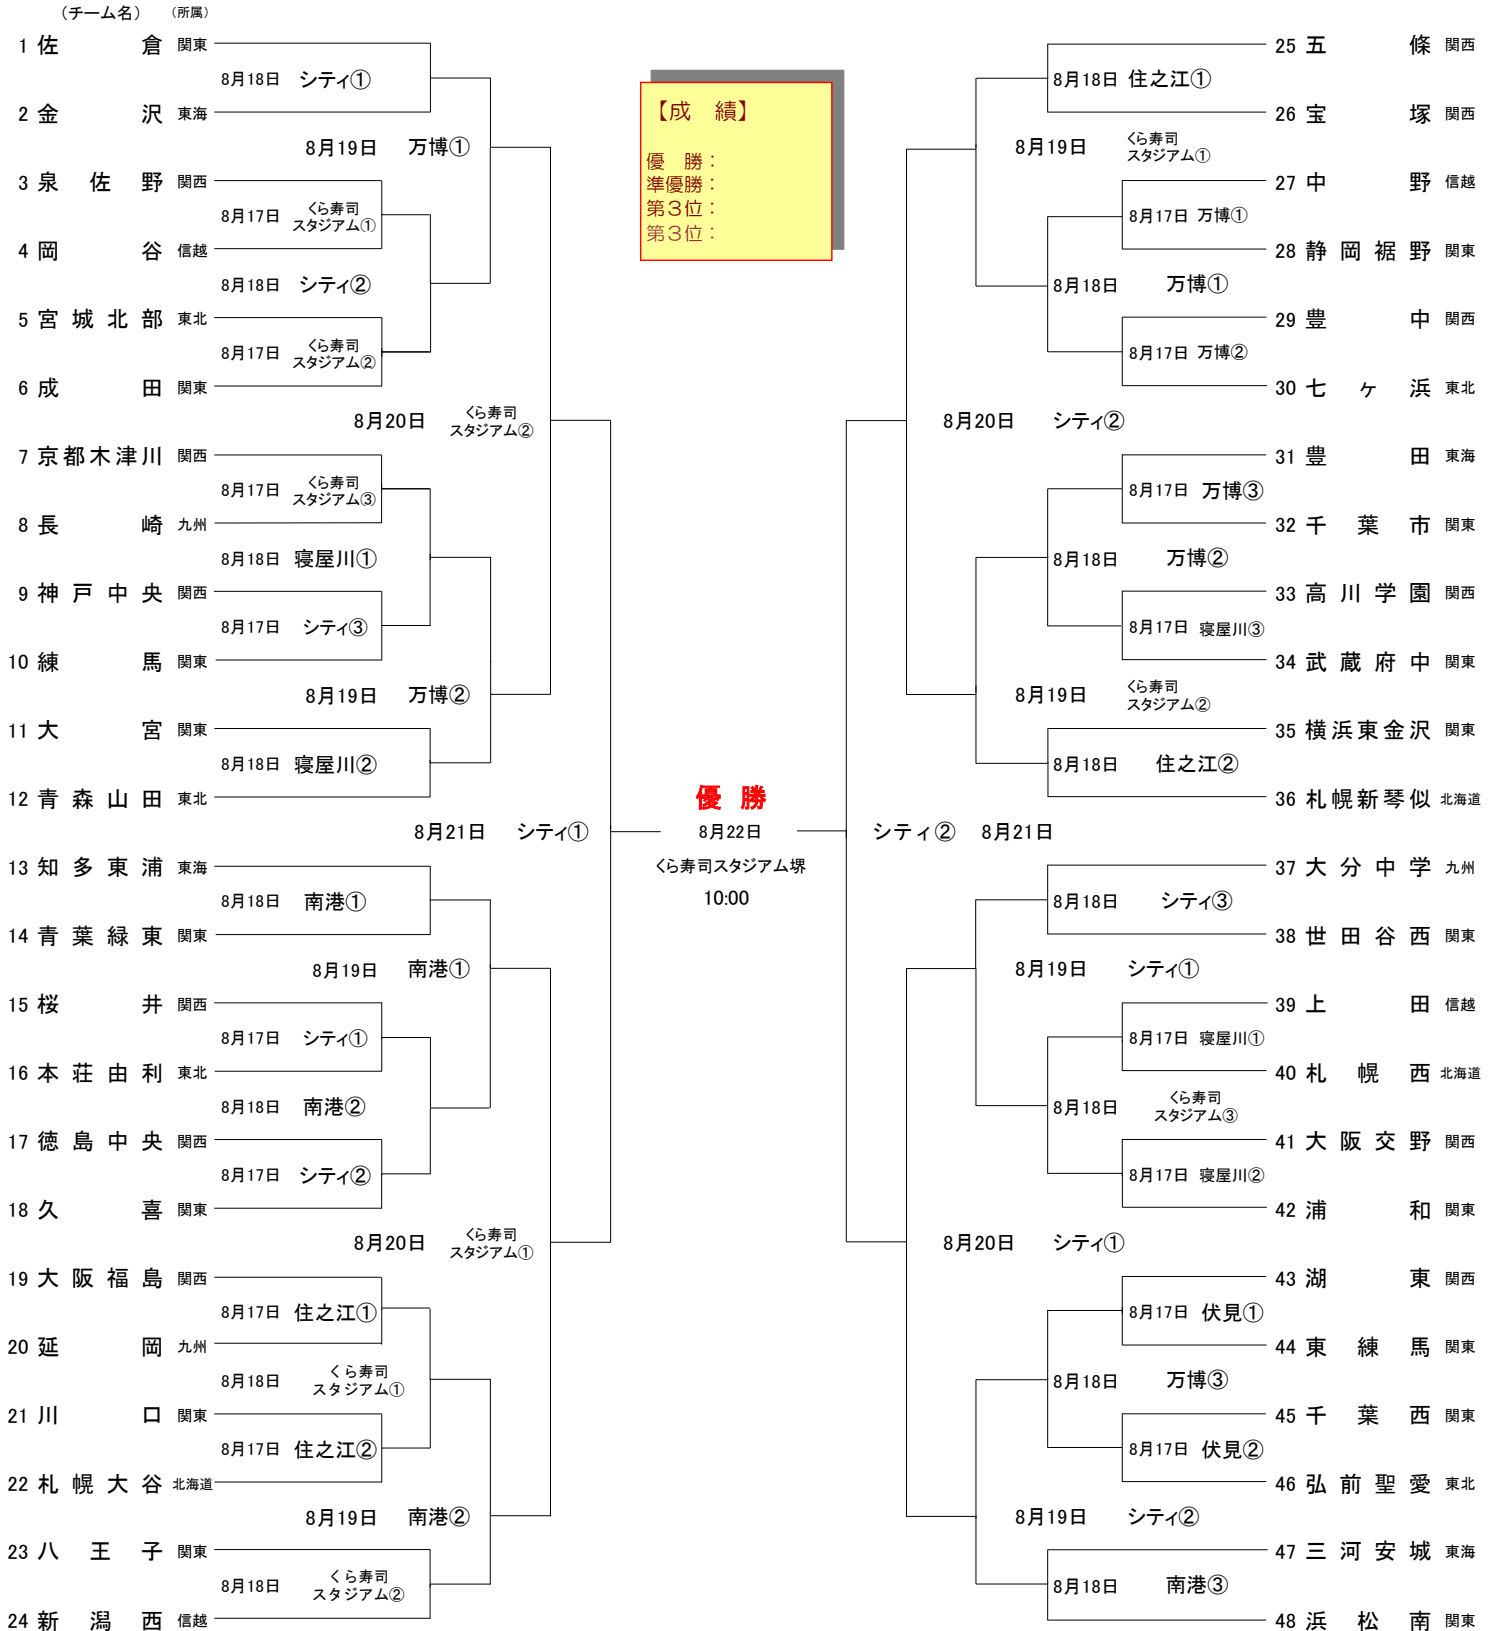 （チーム名） （所属）
1 佐倉 関東
8月18日 シティ①
2 金沢 東海
8月19日 万博①
3 泉佐野 関西
8月17日 くら寿司
スタジアム①
4 岡谷 信越
8月18日 シティ②
5 宮城北部 東北
8月17日 くら寿司
スタジアム②
6 成田 関東
8月20日 くら寿司
スタジアム②
7 京都木津川 関西
8月17日 くら寿司
スタジアム③
8 長崎 九州
8月18日 寝屋川①
9 神戸中央 関西
8月17日 シティ③
10 練馬 関東
8月19日 万博②
11 大宮 関東
8月18日 寝屋川②
12 青森山田 東北
8月21日 シティ①
13 知多東浦 東海
8月18日 南港①
14 青葉緑東 関東
8月19日 南港①
15 桜井 関西
8月17日 シティ①
16 本荘由利 東北
8月18日 南港②
17 徳島中央 関西
8月17日 シティ②
18 久喜 関東
8月20日 くら寿司
スタジアム①
19 大阪福島 関西
8月17日 住之江①
20 延岡 九州
8月18日 くら寿司
スタジアム①
21 川口 関東
8月17日 住之江②
22 札幌大谷 北海道
8月19日 南港②
23 八王子 関東
8月18日 くら寿司
スタジアム②
24 新潟西 信越
【成　績】
優　勝：
準優勝：
第３位：
第３位：
優 勝
8月22日
くら寿司スタジアム堺
10:00
25 五條 関西
8月18日 住之江①
26 宝塚 関西
8月19日 くら寿司
スタジアム①
27 中野 信越
8月17日 万博①
28 静岡裾野 関東
8月18日 万博①
29 豊中 関西
8月17日 万博②
30 七ヶ浜 東北
8月20日 シティ②
31 豊田 東海
8月17日 万博③
32 千葉市 関東
8月18日 万博②
33 高川学園 関西
8月17日 寝屋川③
34 武蔵府中 関東
8月19日 くら寿司
スタジアム②
35 横浜東金沢 関東
8月18日 住之江②
36 札幌新琴似 北海道
シティ② 8月21日
37 大分中学 九州
8月18日 シティ③
38 世田谷西 関東
8月19日 シティ①
39 上田 信越
8月17日 寝屋川①
40 札幌西 北海道
8月18日 くら寿司
スタジアム③
41 大阪交野 関西
8月17日 寝屋川②
42 浦和 関東
8月20日 シティ①
43 湖東 関西
8月17日 伏見①
44 東練馬 関東
8月18日 万博③
45 千葉西 関東
8月17日 伏見②
46 弘前聖愛 東北
8月19日 シティ②
47 三河安城 東海
8月18日 南港③
48 浜松南 関東